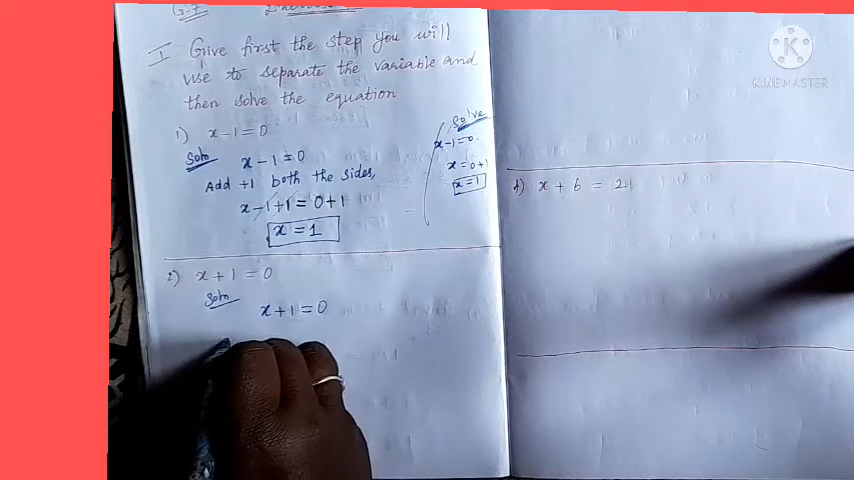 G-7
I. Give first the step you will
use to separate the variable and
then solve the equation
1) x-1=0
Soln x-1=0
Add +1 both the sides,
x-1+1=0+1
x=1
Solve
x-1=0.
x=0+1
x=1
2) x+1=0
Soln
x+1=0
4) x+6=2
K
KINEMASTER